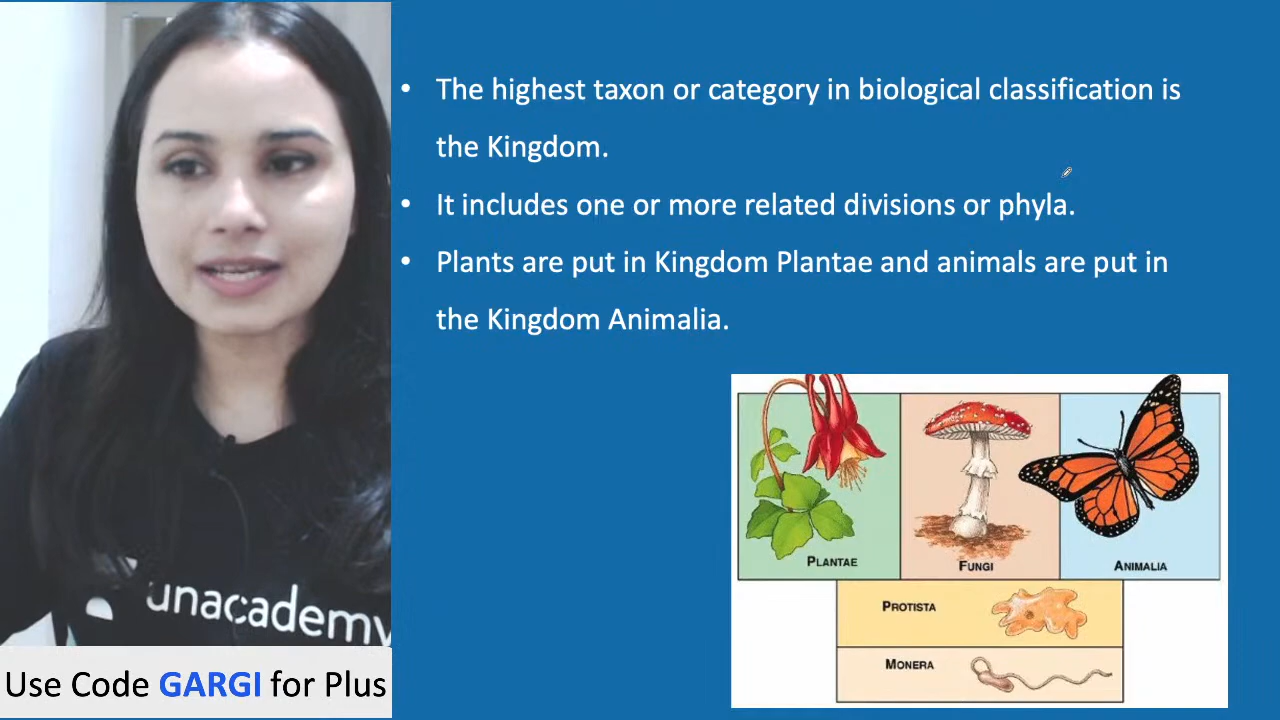 • The highest taxon or category in biological classification is
the Kingdom.
• It includes one or more related divisions or phyla.
• Plants are put in Kingdom Plantae and animals are put in
the Kingdom Animalia.
PLANTAE
FUNGI
ANIMALIA
PROTISTA
MONERA
unacademy
Use Code GARGI for Plus